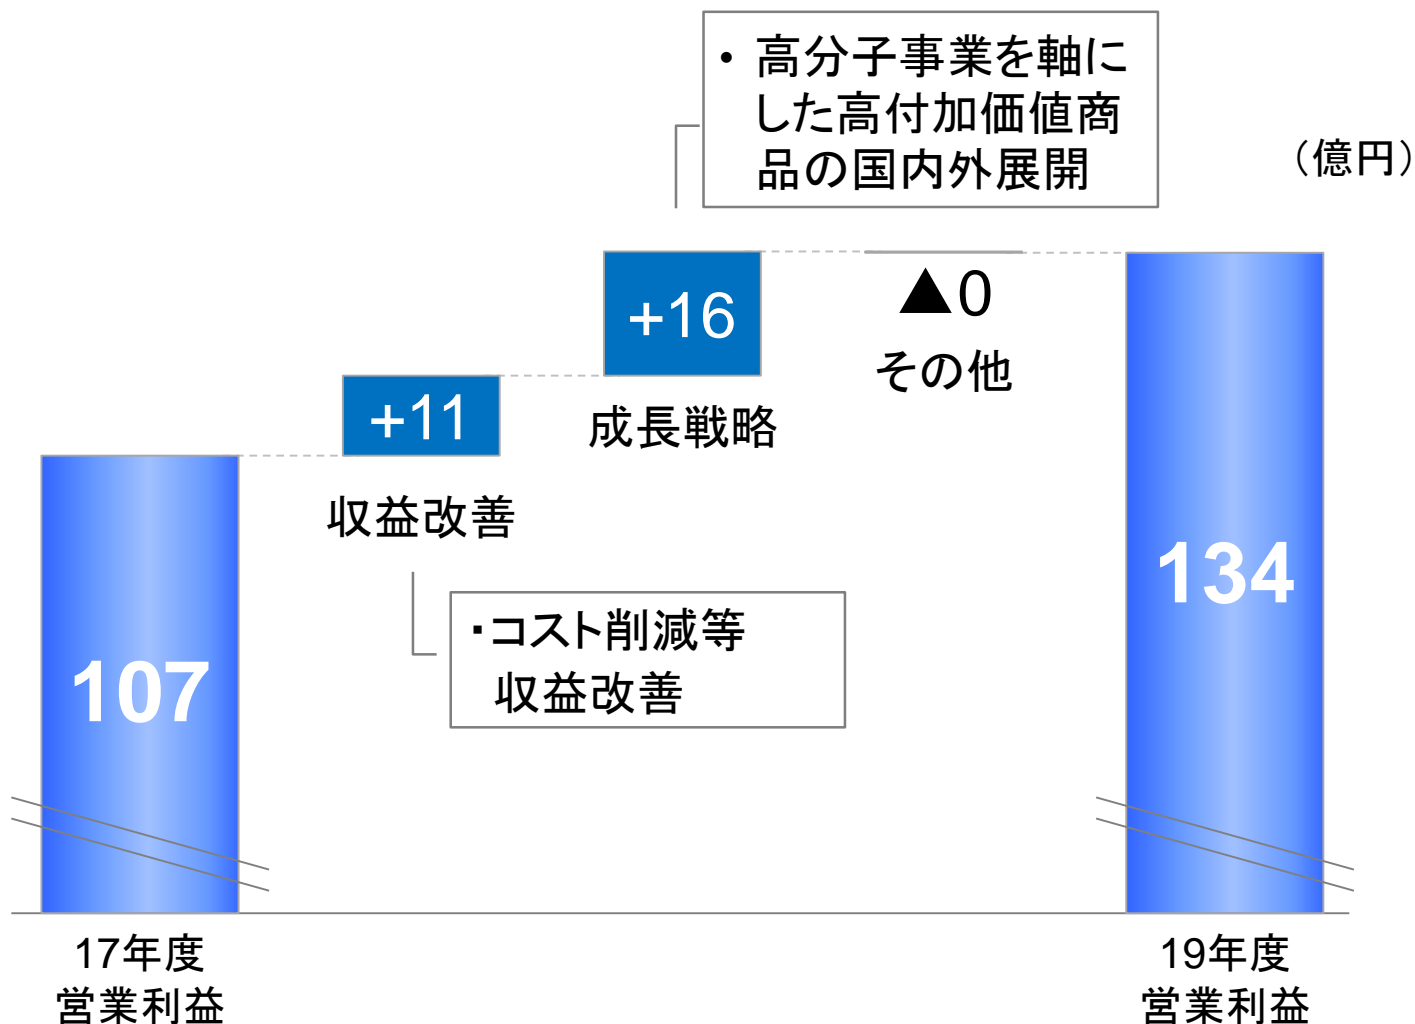 • 高分子事業を軸に
した高付加価値商
品の国内外展開
（億円）
+16
▲0
その他
+11
成長戦略
収益改善
134
・コスト削減等
収益改善
107
17年度
営業利益
19年度
営業利益